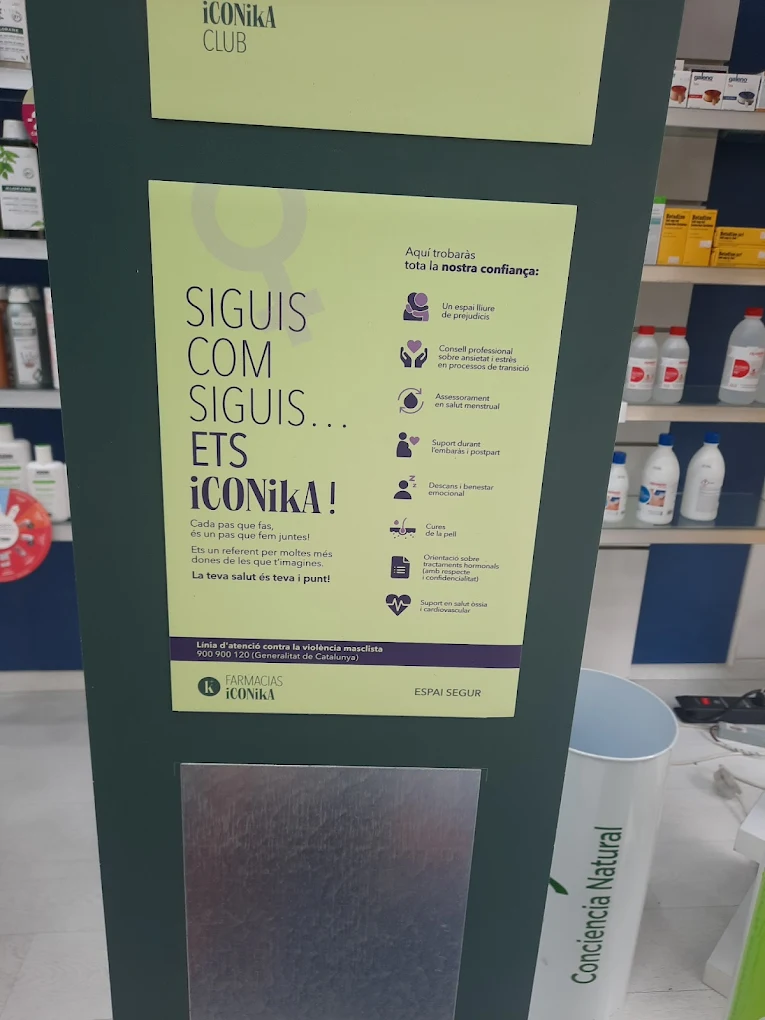 iCONiKA
CLUB
SIGUIS
COM
SIGUIS...
ETS
iCONiKA!
Cada pas que fas,
és un pas que fem juntes!
Ets un referent per moltes més
dones de les que t'imagines.
La teva salut és teva i punt!
Aquí trobaràs
tota la nostra confiança:
Un espai lliure
de prejudicis
Consell professional
sobre ansietat i estrès
en processos de transició
Assessorament
en salut menstrual
Suport durant
l'embaràs i postpart
z z
Descans i benestar
emocional
Cures
de la pell
Orientació sobre
tractaments hormonals
(amb respecte
i confidencialitat)
Suport en salut òssia
i cardiovascular
Línia d'atenció contra la violència masclista
900 900 120 (Generalitat de Catalunya)
K
FARMACIAS
iCONiKA
ESPAI SEGUR
Conciencia Natural
galeno
galeno
Betadine
Betadine
KLORANE